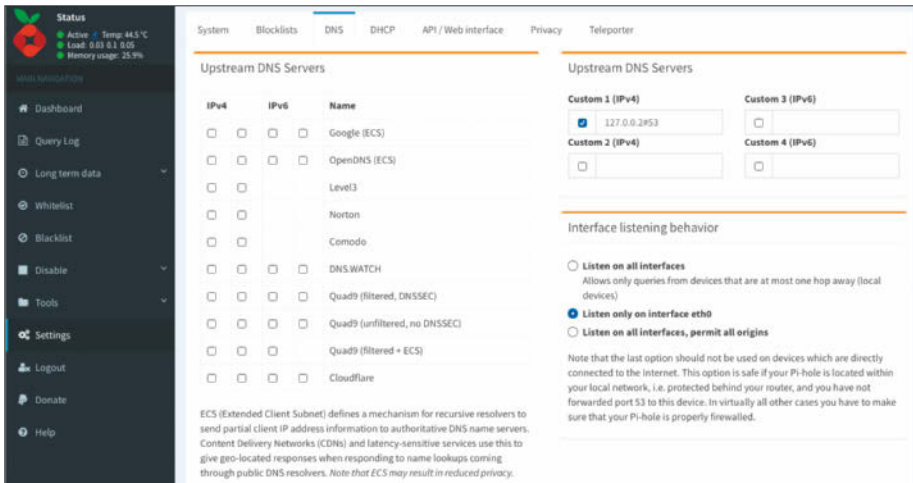 Status
Active Temp: 44.5 °C
Load: 0.03 0.1 0.05
Memory usage: 25.9%
MAIN NAVIGATION
Dashboard
Query Log
Long term data
Whitelist
Blacklist
Disable
Tools
Settings
Logout
Donate
Help
System Blocklists DNS DHCP API / Web interface Privacy Teleporter
Upstream DNS Servers
IPv4 IPv6 Name
Google (ECS)
OpenDNS (ECS)
Level3
Norton
Comodo
DNS.WATCH
Quad9 (filtered, DNSSEC)
Quad9 (unfiltered, no DNSSEC)
Quad9 (filtered + ECS)
Cloudflare
ECS (Extended Client Subnet) defines a mechanism for recursive resolvers to
send partial client IP address information to authoritative DNS name servers.
Content Delivery Networks (CDNs) and latency-sensitive services use this to
give geo-located responses when responding to name lookups coming
through public DNS resolvers. Note that ECS may result in reduced privacy.
Upstream DNS Servers
Custom 1 (IPv4) Custom 3 (IPv6)
127.0.0.2#53
Custom 2 (IPv4) Custom 4 (IPv6)
Interface listening behavior
Listen on all interfaces
Allows only queries from devices that are at most one hop away (local
devices)
Listen only on interface eth0
Listen on all interfaces, permit all origins
Note that the last option should not be used on devices which are directly
connected to the Internet. This option is safe if your Pi-hole is located within
your local network, i.e. protected behind your router, and you have not
forwarded port 53 to this device. In virtually all other cases you have to make
sure that your Pi-hole is properly firewalled.